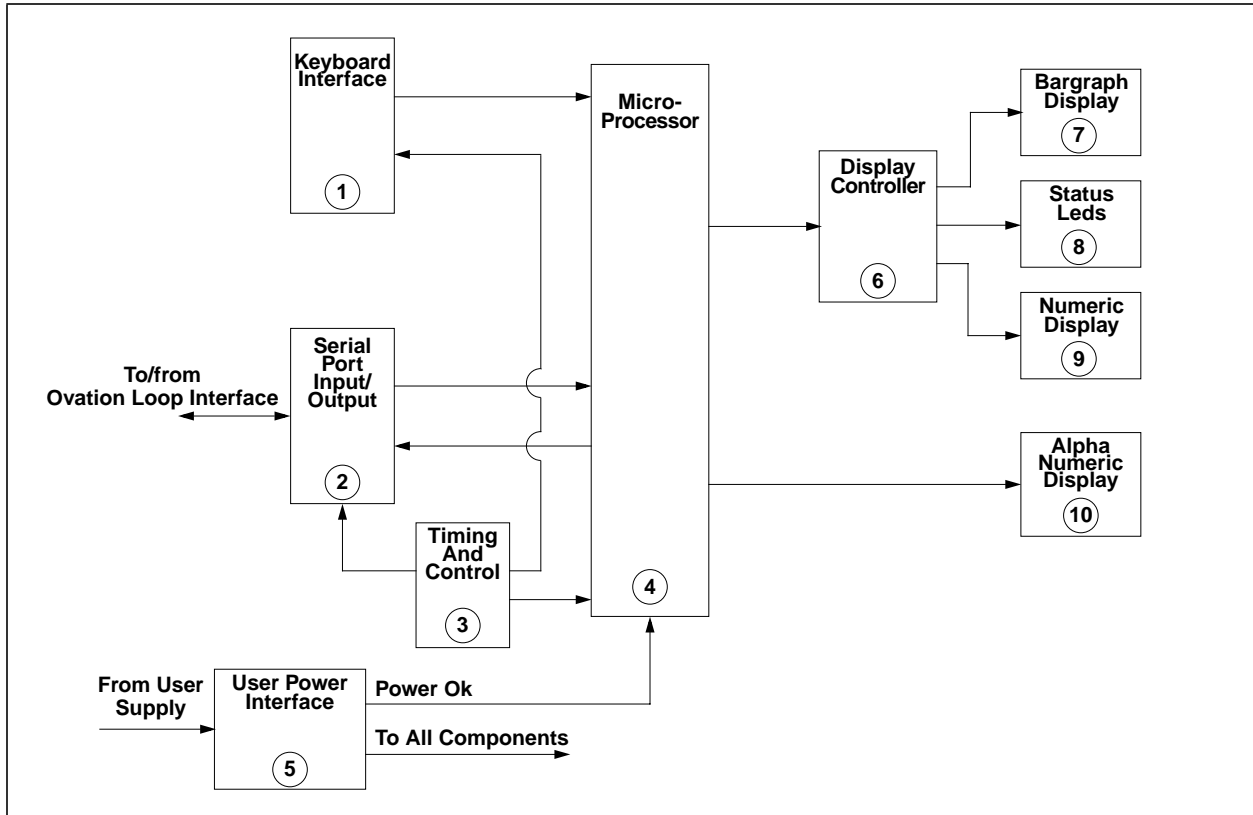 Keyboard
Interface
1
Micro-
Processor
4
Bargraph
Display
7
Display
Controller
6
Status
Leds
8
Numeric
Display
9
Serial
Port
Input/
Output
2
To/from
Ovation Loop Interface
Alpha
Numeric
Display
10
Timing
And
Control
3
From User
Supply
User Power
Interface
5
Power Ok
To All Components